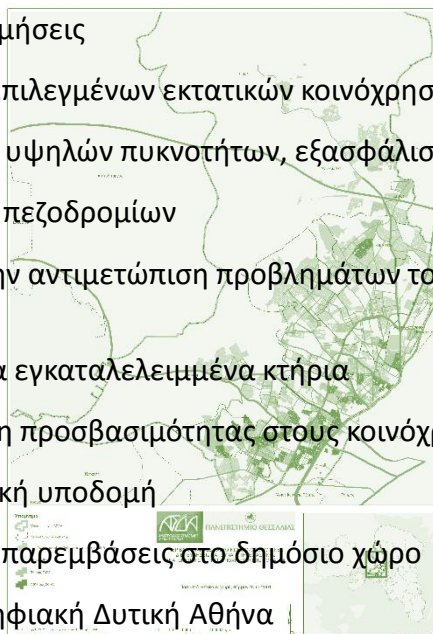 μήσεις
πιλεγμένων εκτατικών κοινόχρησ
υψηλών πυκνοτήτων, εξασφάλισ
πεζοδρομίων
ην αντιμετώπιση προβλημάτων το
α εγκαταλελειμμένα κτήρια
η προσβασιμότητας στους κοινόχρ
κή υποδομή
ΠΑΝΕΠΙΣΤΗΜΙΟ ΘΕΣΣΑΛΙΑΣ
παρεμβάσεις στο δημόσιο χώρο
ηφιακή Δυτική Αθήνα